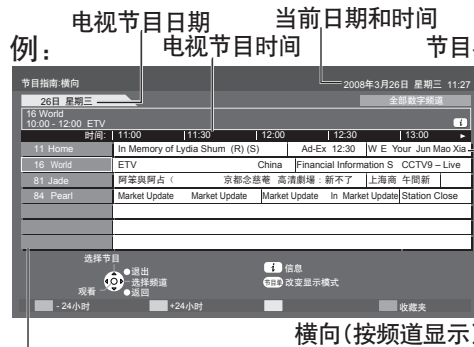 电视节目日期
当前日期和时间
例：
电视节目时间
节目
节目指南:横向
2008年3月26日 星期三 11:27
26日 星期三
全部数字频道
16 World
10:00 - 12:00 ETV
i
时间: 11:00 11:30 12:00 12:30 13:00
11 Home In Memory of Lydia Shum (R) (S) Ad-Ex 12:30 W E Your Jun Mao Xia
16 World ETV China Financial Information S CCTV9 – Live
81 Jade 阿笨與阿占（ 京都念慈菴 高清劇場：新不了 上海商 午間新
84 Pearl Market Update Market Update Market Update In Market Update Station Close
选择节目
退出
选择频道
观看
返回
i 信息
节目单 改变显示模式
- 24小时 +24小时 收藏夹
横向(按频道显示)